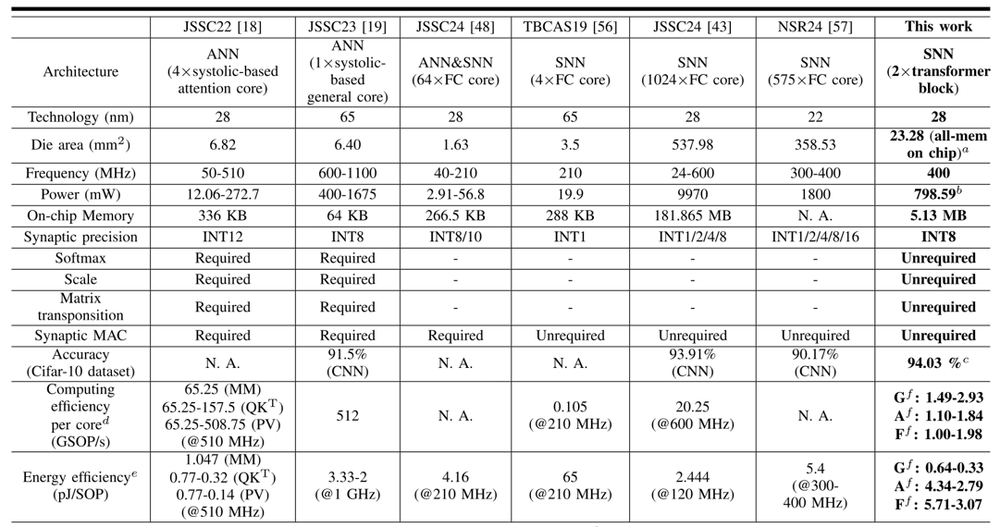 JSSC22 [18] JSSC23 [19] JSSC24 [48] TBCAS19 [56] JSSC24 [43] NSR24 [57] This work
Architecture ANN (4×systolic-based attention core) ANN (1×systolic-based general core) ANN&SNN (64×FC core) SNN (4×FC core) SNN (1024×FC core) SNN (575×FC core) SNN (2×transformer block)
Technology (nm) 28 65 28 65 28 22 28
Die area (mm²) 6.82 6.40 1.63 3.5 537.98 358.53 23.28 (all-mem on chip)ᵃ
Frequency (MHz) 50-510 600-1100 40-210 210 24-600 300-400 400
Power (mW) 12.06-272.7 400-1675 2.91-56.8 19.9 9970 1800 798.59ᵇ
On-chip Memory 336 KB 64 KB 266.5 KB 288 KB 181.865 MB N. A. 5.13 MB
Synaptic precision INT12 INT8 INT8/10 INT1 INT1/2/4/8 INT1/2/4/8/16 INT8
Softmax Required Required - - - - Unrequired
Scale Required Required - - - - Unrequired
Matrix transponsition Required Required - - - - Unrequired
Synaptic MAC Required Required Required Unrequired Unrequired Unrequired Unrequired
Accuracy (Cifar-10 dataset) N. A. 91.5% (CNN) N. A. N. A. 93.91% (CNN) 90.17% (CNN) 94.03 %ᶜ
Computing efficiency per coreᵈ (GSOP/s) 65.25 (MM) 65.25-157.5 (QKᵀ) 65.25-508.75 (PV) (@510 MHz) 512 N. A. 0.105 (@210 MHz) 20.25 (@600 MHz) N. A. Gᶠ: 1.49-2.93 Aᶠ: 1.10-1.84 Fᶠ: 1.00-1.98
Energy efficiencyᵉ (pJ/SOP) 1.047 (MM) 0.77-0.32 (QKᵀ) 0.77-0.14 (PV) (@510 MHz) 3.33-2 (@1 GHz) 4.16 (@210 MHz) 65 (@210 MHz) 2.444 (@120 MHz) 5.4 (@300-400 MHz) Gᶠ: 0.64-0.33 Aᶠ: 4.34-2.79 Fᶠ: 5.71-3.07